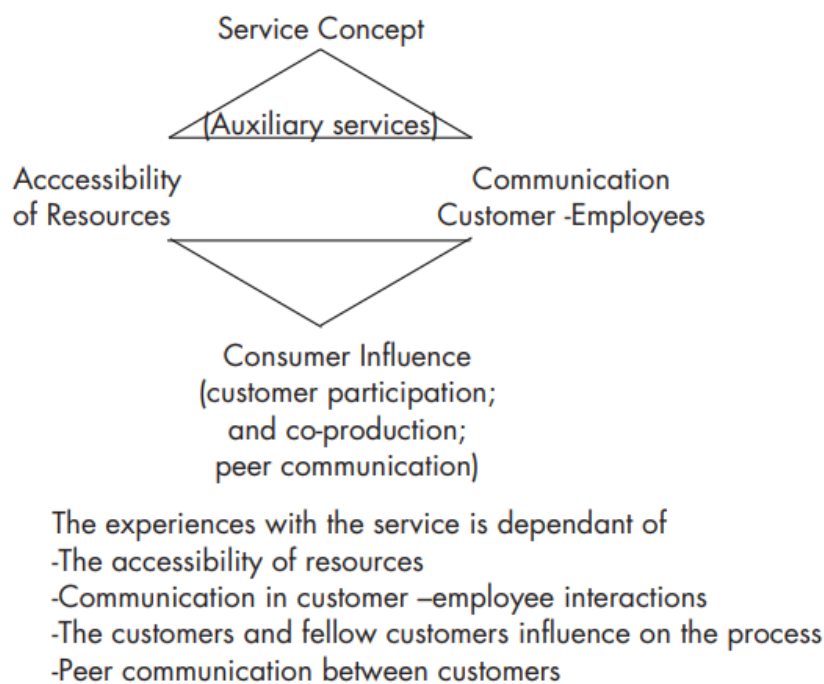 Service Concept
(Auxiliary services)
Acccessibility
of Resources
Communication
Customer -Employees
Consumer Influence
(customer participation;
and co-production;
peer communication)
The experiences with the service is dependant of
-The accessibility of resources
-Communication in customer –employee interactions
-The customers and fellow customers influence on the process
-Peer communication between customers